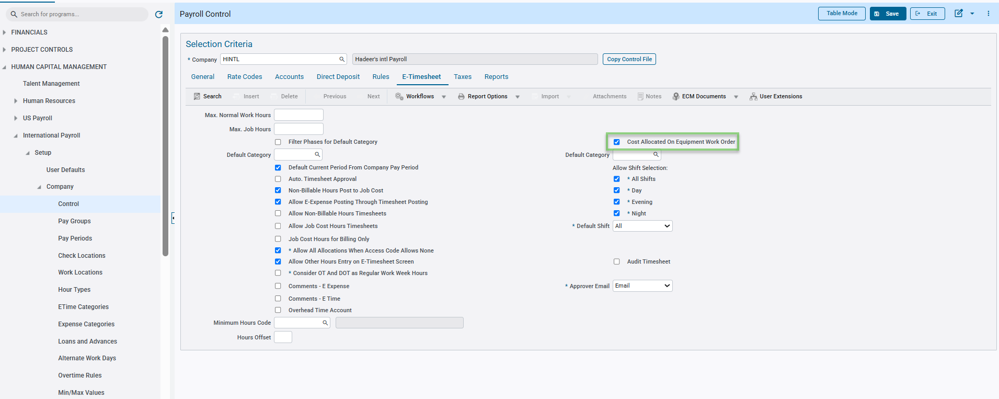 Search for programs...
FINANCIALS
PROJECT CONTROLS
HUMAN CAPITAL MANAGEMENT
Talent Management
Human Resources
US Payroll
International Payroll
Setup
User Defaults
Company
Control
Pay Groups
Pay Periods
Check Locations
Work Locations
Hour Types
ETime Categories
Expense Categories
Loans and Advances
Alternate Work Days
Overtime Rules
Min/Max Values
Payroll Control
Table Mode Save Exit
Selection Criteria
* Company HINTL Hadeer's intl Payroll Copy Control File
General Rate Codes Accounts Direct Deposit Rules E-Timesheet Taxes Reports
Search Insert Delete Previous Next Workflows Report Options Import Attachments Notes ECM Documents User Extensions
Max. Normal Work Hours
Max. Job Hours
Filter Phases for Default Category Cost Allocated On Equipment Work Order
Default Category Default Category
Default Current Period From Company Pay Period Allow Shift Selection:
Auto. Timesheet Approval * All Shifts
Non-Billable Hours Post to Job Cost * Day
Allow E-Expense Posting Through Timesheet Posting * Evening
Allow Non-Billable Hours Timesheets * Night
Allow Job Cost Hours Timesheets * Default Shift All
Job Cost Hours for Billing Only
* Allow All Allocations When Access Code Allows None
Allow Other Hours Entry on E-Timesheet Screen Audit Timesheet
* Consider OT And DOT as Regular Work Week Hours
Comments - E Expense * Approver Email Email
Comments - E Time
Overhead Time Account
Minimum Hours Code
Hours Offset